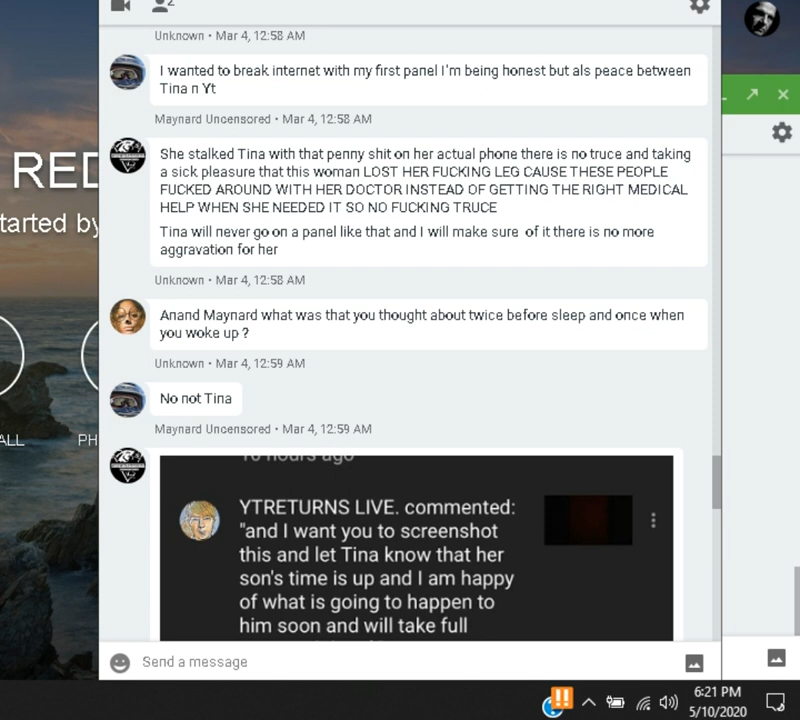 2
Unknown • Mar 4, 12:58 AM
I wanted to break internet with my first panel I'm being honest but als peace between
Tina n Yt
Maynard Uncensored • Mar 4, 12:58 AM
She stalked Tina with that penny shit on her actual phone there is no truce and taking
a sick pleasure that this woman LOST HER FUCKING LEG CAUSE THESE PEOPLE
FUCKED AROUND WITH HER DOCTOR INSTEAD OF GETTING THE RIGHT MEDICAL
HELP WHEN SHE NEEDED IT SO NO FUCKING TRUCE
Tina will never go on a panel like that and I will make sure of it there is no more
aggravation for her
Unknown • Mar 4, 12:58 AM
Anand Maynard what was that you thought about twice before sleep and once when
you woke up ?
Unknown • Mar 4, 12:59 AM
No not Tina
Maynard Uncensored • Mar 4, 12:59 AM
10 hours ago
YTRETURNS LIVE. commented:
"and I want you to screenshot
this and let Tina know that her
son's time is up and I am happy
of what is going to happen to
him soon and will take full
Send a message
RED
tarted by
ALL
PH
6:21 PM
5/10/2020